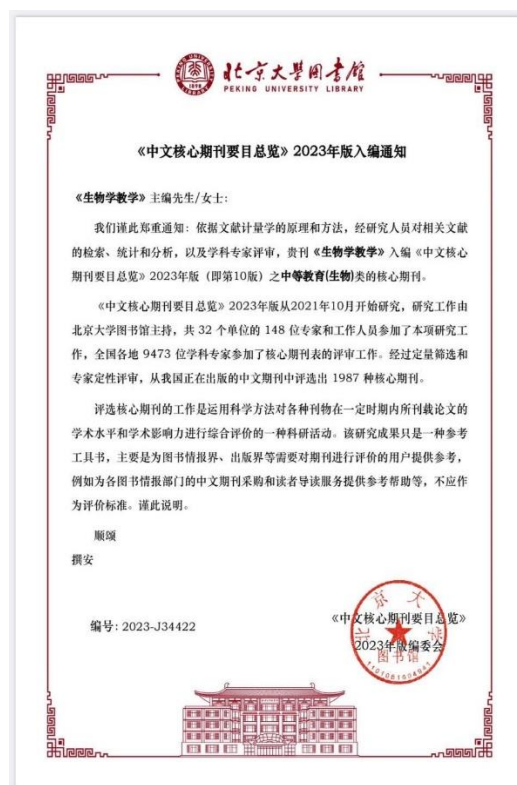 北京大学图书馆
PEKING UNIVERSITY LIBRARY
PEKING UNIVERSITY
1898
《中文核心期刊要目总览》2023年版入编通知
《生物学教学》主编先生/女士:
我们谨此郑重通知:依据文献计量学的原理和方法,经研究人员对相关文献
的检索、统计和分析,以及学科专家评审,贵刊《生物学教学》入编《中文核心
期刊要目总览》2023年版(即第10版)之中等教育(生物)类的核心期刊。
《中文核心期刊要目总览》2023年版从2021年10月开始研究,研究工作由
北京大学图书馆主持,共 32 个单位的 148 位专家和工作人员参加了本项研究工
作,全国各地 9473 位学科专家参加了核心期刊表的评审工作。经过定量筛选和
专家定性评审,从我国正在出版的中文期刊中评选出 1987 种核心期刊。
评选核心期刊的工作是运用科学方法对各种刊物在一定时期内所刊载论文的
学术水平和学术影响力进行综合评价的一种科研活动。该研究成果只是一种参考
工具书,主要是为图书情报界、出版界等需要对期刊进行评价的用户提供参考,
例如为各图书情报部门的中文期刊采购和读者导读服务提供参考帮助等,不应作
为评价标准。谨此说明。
顺颂
撰安
编号: 2023-J34422
《中文核心期刊要目总览》
2023年版编委会
北京大学
图书馆